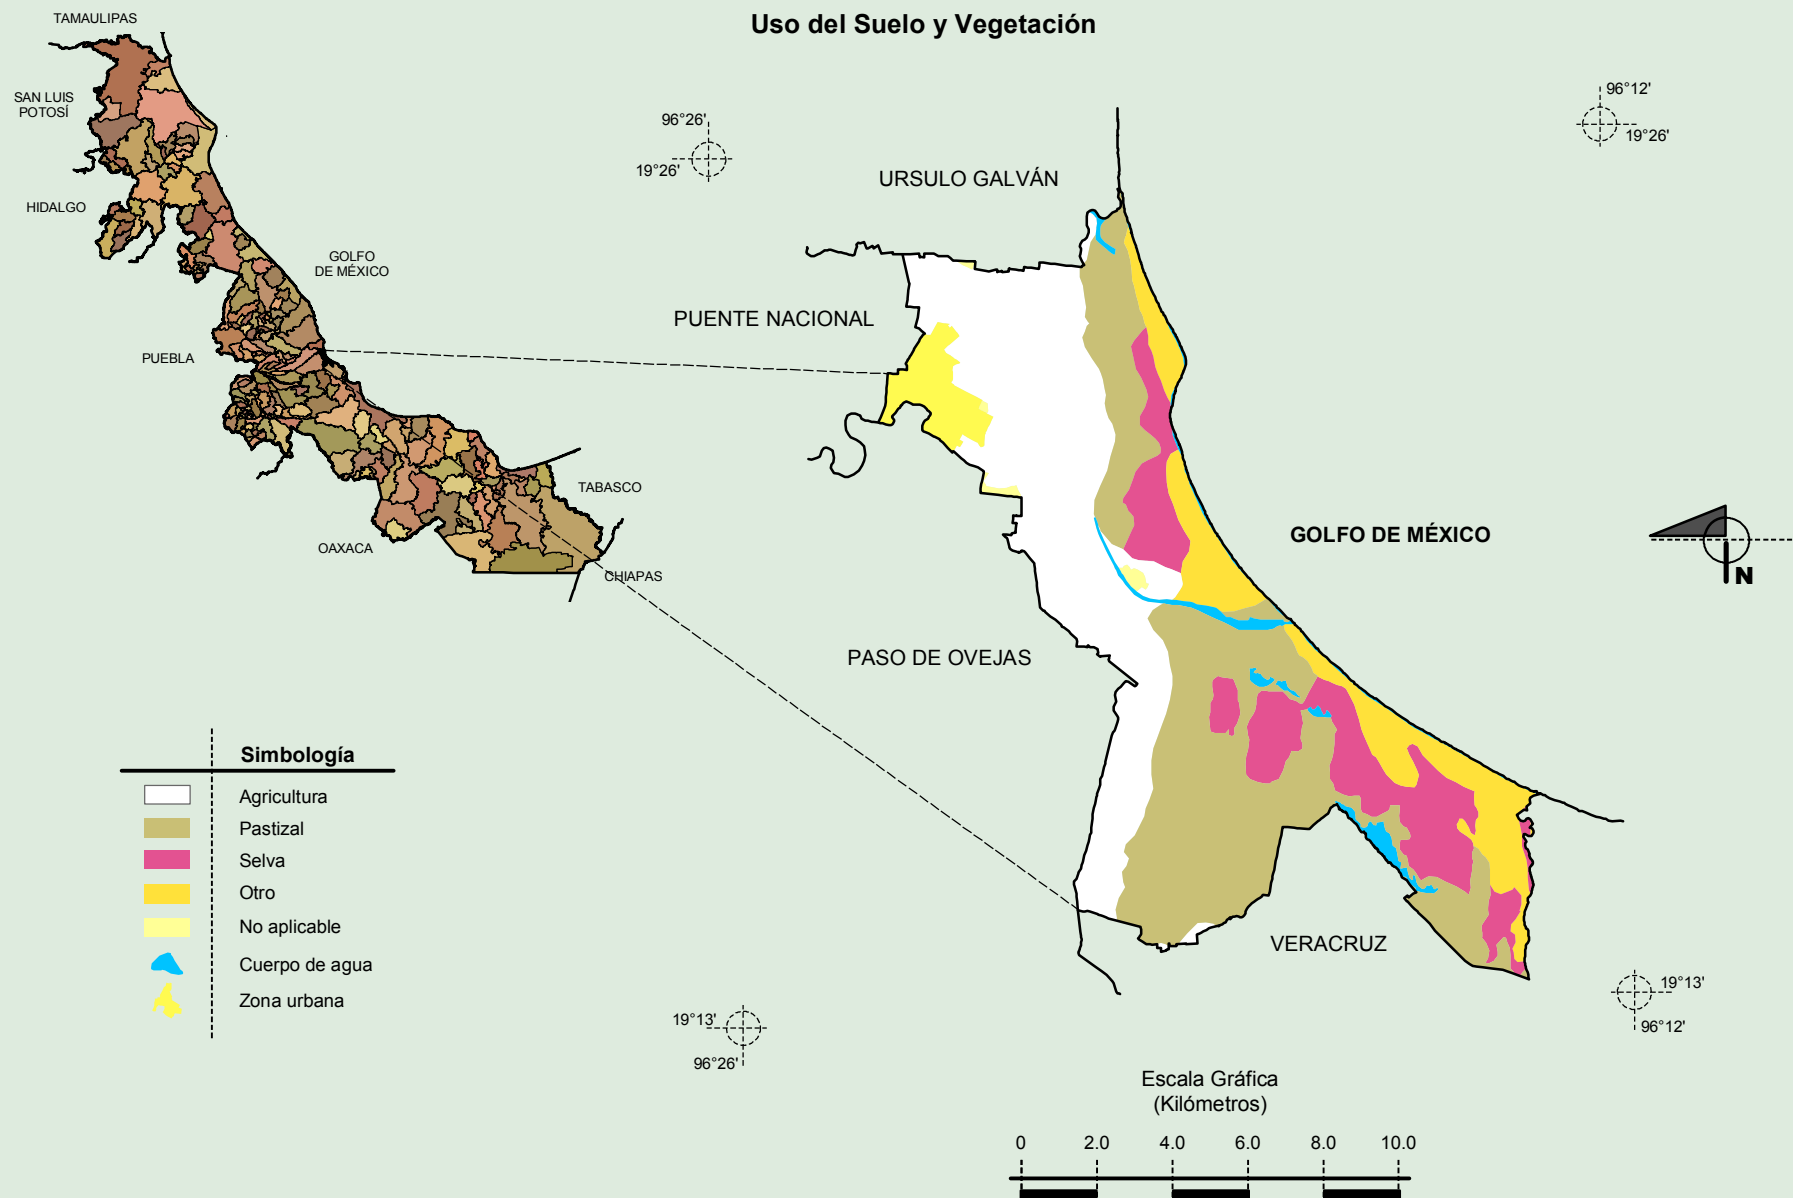 Uso del Suelo y Vegetación
TAMAULIPAS
SAN LUIS
POTOSÍ
HIDALGO
GOLFO
DE MÉXICO
PUEBLA
TABASCO
OAXACA
CHIAPAS
96°26'
19°26'
96°12'
19°26'
URSULO GALVÁN
PUENTE NACIONAL
GOLFO DE MÉXICO
N
PASO DE OVEJAS
VERACRUZ
Simbología
Agricultura
Pastizal
Selva
Otro
No aplicable
Cuerpo de agua
Zona urbana
19°13'
96°26'
19°13'
96°12'
Escala Gráfica
(Kilómetros)
0 2.0 4.0 6.0 8.0 10.0